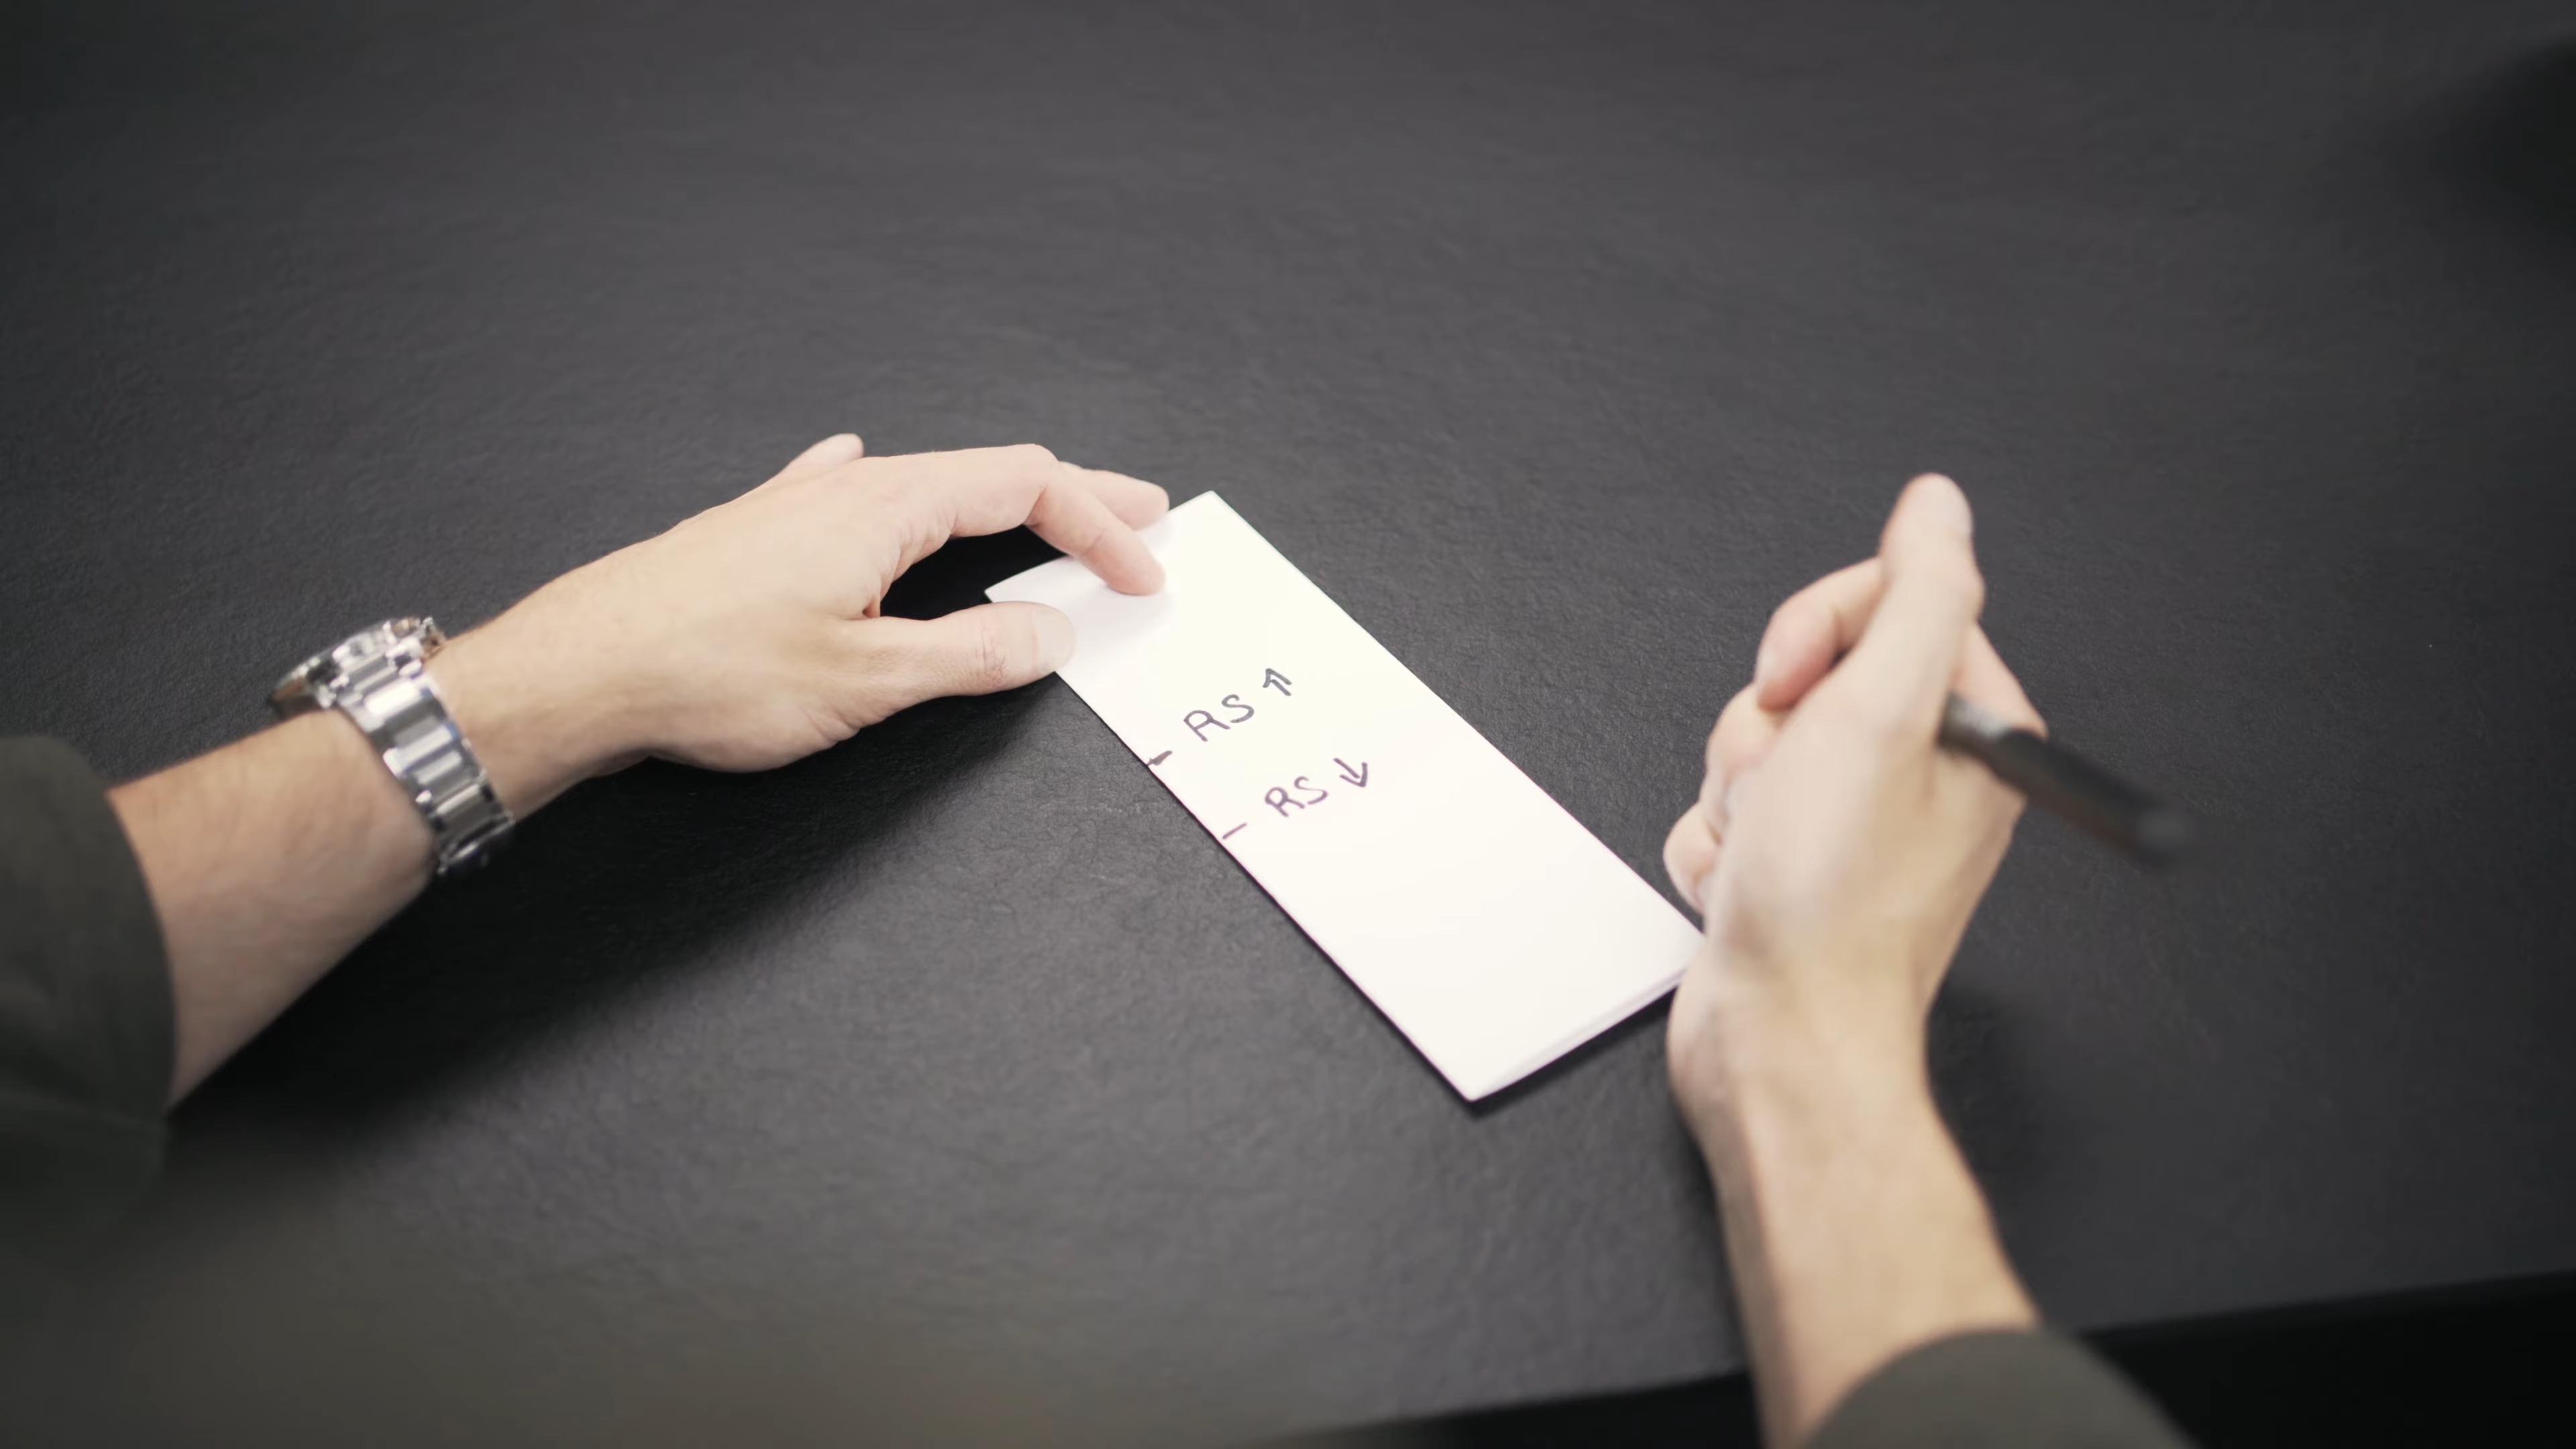 - RS ↑
- RS ↓